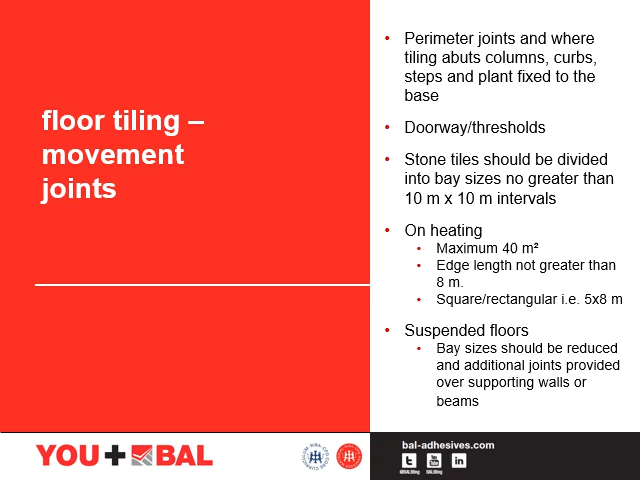 floor tiling –
movement
joints
• Perimeter joints and where
tiling abuts columns, curbs,
steps and plant fixed to the
base
• Doorway/thresholds
• Stone tiles should be divided
into bay sizes no greater than
10 m x 10 m intervals
• On heating
• Maximum 40 m²
• Edge length not greater than
8 m.
• Square/rectangular i.e. 5x8 m
• Suspended floors
• Bay sizes should be reduced
and additional joints provided
over supporting walls or
beams
YOU+BAL
bal-adhesives.com